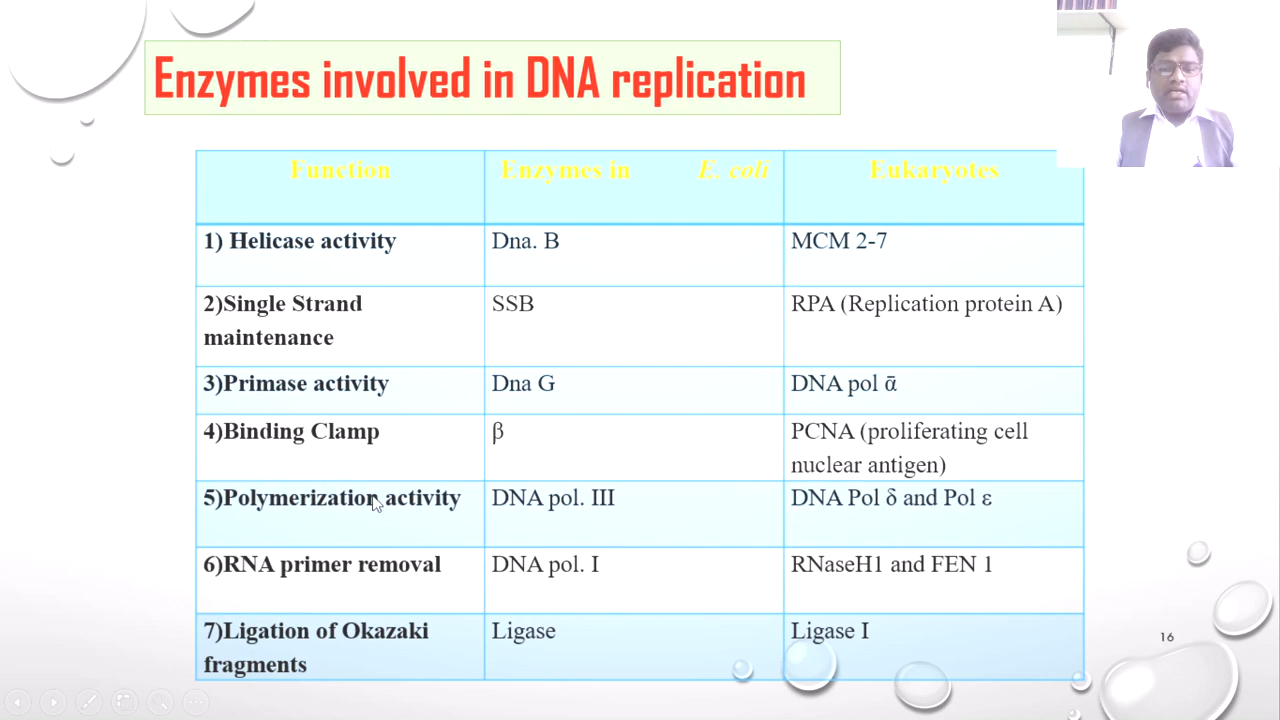 Enzymes involved in DNA replication
Function
Enzymes in E. coli
Eukaryotes
1) Helicase activity
Dna. B
MCM 2-7
2)Single Strand
maintenance
SSB
RPA (Replication protein A)
3)Primase activity
Dna G
DNA pol ᾱ
4)Binding Clamp
β
PCNA (proliferating cell
nuclear antigen)
5)Polymerization activity
DNA pol. III
DNA Pol δ and Pol ε
6)RNA primer removal
DNA pol. I
RNaseH1 and FEN 1
7)Ligation of Okazaki
fragments
Ligase
Ligase I
16